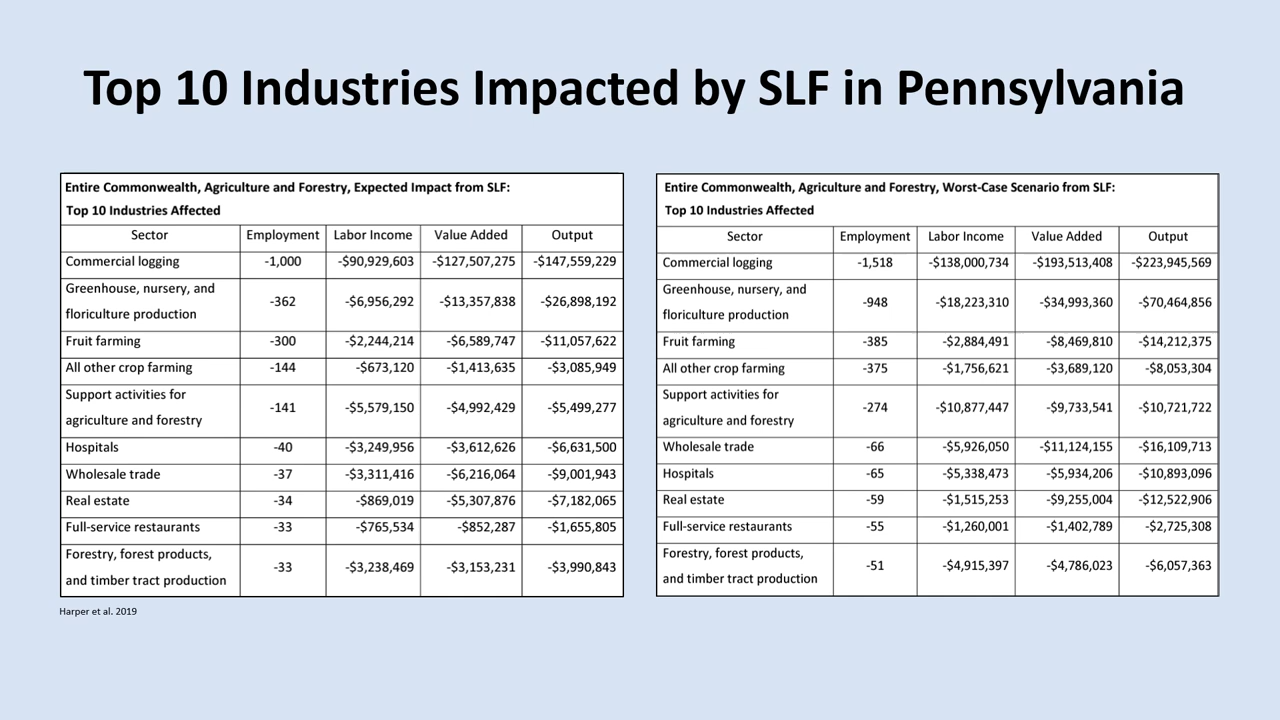 Top 10 Industries Impacted by SLF in Pennsylvania
Entire Commonwealth, Agriculture and Forestry, Expected Impact from SLF:
Top 10 Industries Affected
Sector Employment Labor Income Value Added Output
Commercial logging -1,000 -$90,929,603 -$127,507,275 -$147,559,229
Greenhouse, nursery, and
floriculture production -362 -$6,956,292 -$13,357,838 -$26,898,192
Fruit farming -300 -$2,244,214 -$6,589,747 -$11,057,622
All other crop farming -144 -$673,120 -$1,413,635 -$3,085,949
Support activities for
agriculture and forestry -141 -$5,579,150 -$4,992,429 -$5,499,277
Hospitals -40 -$3,249,956 -$3,612,626 -$6,631,500
Wholesale trade -37 -$3,311,416 -$6,216,064 -$9,001,943
Real estate -34 -$869,019 -$5,307,876 -$7,182,065
Full-service restaurants -33 -$765,534 -$852,287 -$1,655,805
Forestry, forest products,
and timber tract production -33 -$3,238,469 -$3,153,231 -$3,990,843
Harper et al. 2019
Entire Commonwealth, Agriculture and Forestry, Worst-Case Scenario from SLF:
Top 10 Industries Affected
Sector Employment Labor Income Value Added Output
Commercial logging -1,518 -$138,000,734 -$193,513,408 -$223,945,569
Greenhouse, nursery, and
floriculture production -948 -$18,223,310 -$34,993,360 -$70,464,856
Fruit farming -385 -$2,884,491 -$8,469,810 -$14,212,375
All other crop farming -375 -$1,756,621 -$3,689,120 -$8,053,304
Support activities for
agriculture and forestry -274 -$10,877,447 -$9,733,541 -$10,721,722
Wholesale trade -66 -$5,926,050 -$11,124,155 -$16,109,713
Hospitals -65 -$5,338,473 -$5,934,206 -$10,893,096
Real estate -59 -$1,515,253 -$9,255,004 -$12,522,906
Full-service restaurants -55 -$1,260,001 -$1,402,789 -$2,725,308
Forestry, forest products,
and timber tract production -51 -$4,915,397 -$4,786,023 -$6,057,363